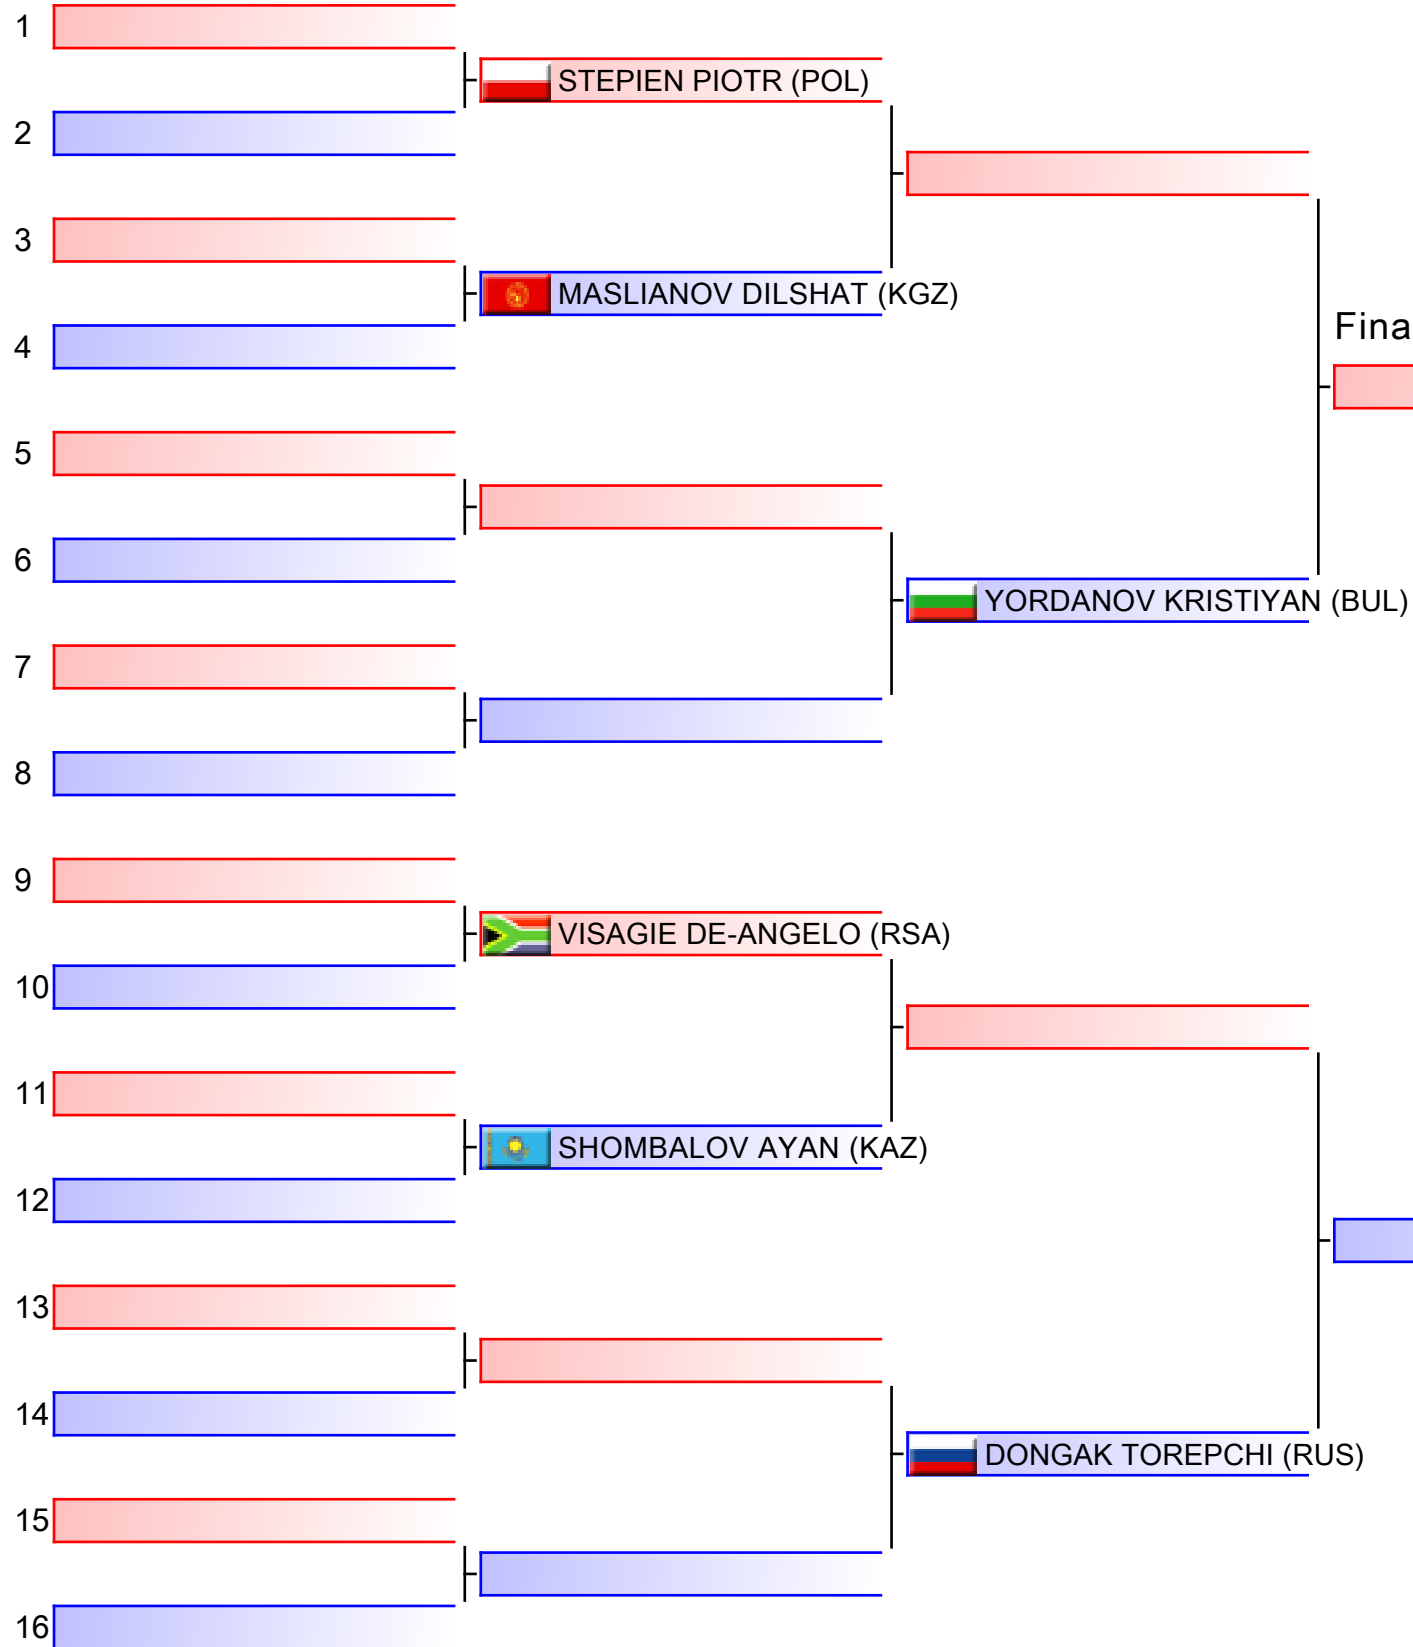 1
STEPIEN PIOTR (POL)
2
3
MASLIANOV DILSHAT (KGZ)
4
Fina
5
6
YORDANOV KRISTIYAN (BUL)
7
8
9
VISAGIE DE-ANGELO (RSA)
10
11
SHOMBALOV AYAN (KAZ)
12
13
14
DONGAK TOREPCHI (RUS)
15
16